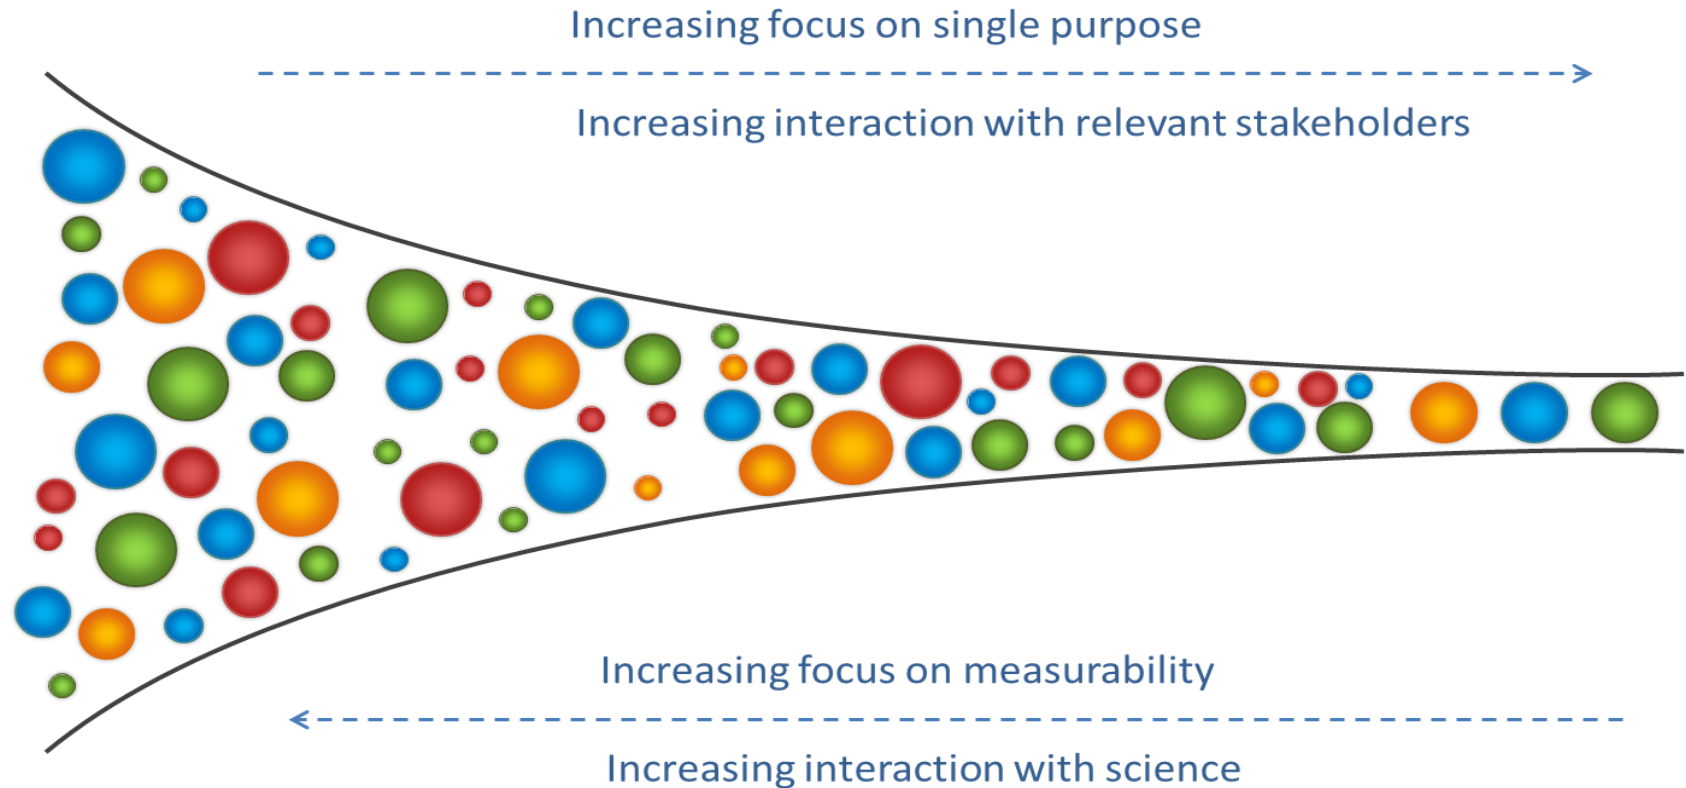 Increasing focus on single purpose
Increasing interaction with relevant stakeholders
Increasing focus on measurability
Increasing interaction with science